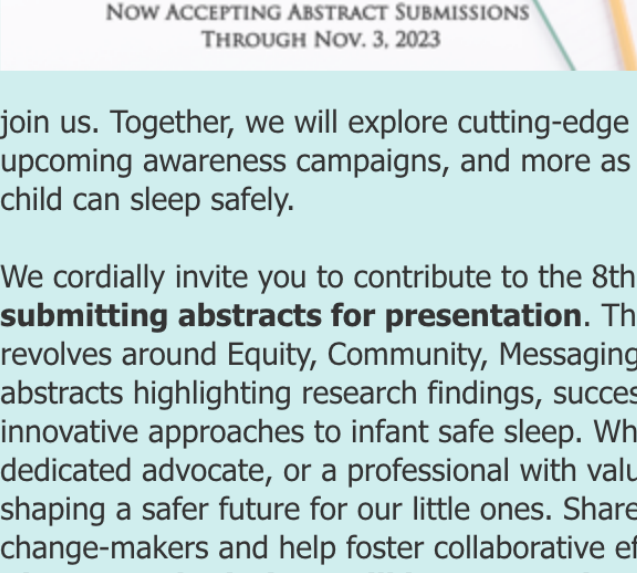 Now Accepting Abstract Submissions
Through Nov. 3, 2023
join us. Together, we will explore cutting-edge
upcoming awareness campaigns, and more as
child can sleep safely.
We cordially invite you to contribute to the 8th
submitting abstracts for presentation. Th
revolves around Equity, Community, Messaging
abstracts highlighting research findings, succes
innovative approaches to infant safe sleep. Wh
dedicated advocate, or a professional with valu
shaping a safer future for our little ones. Share
change-makers and help foster collaborative ef